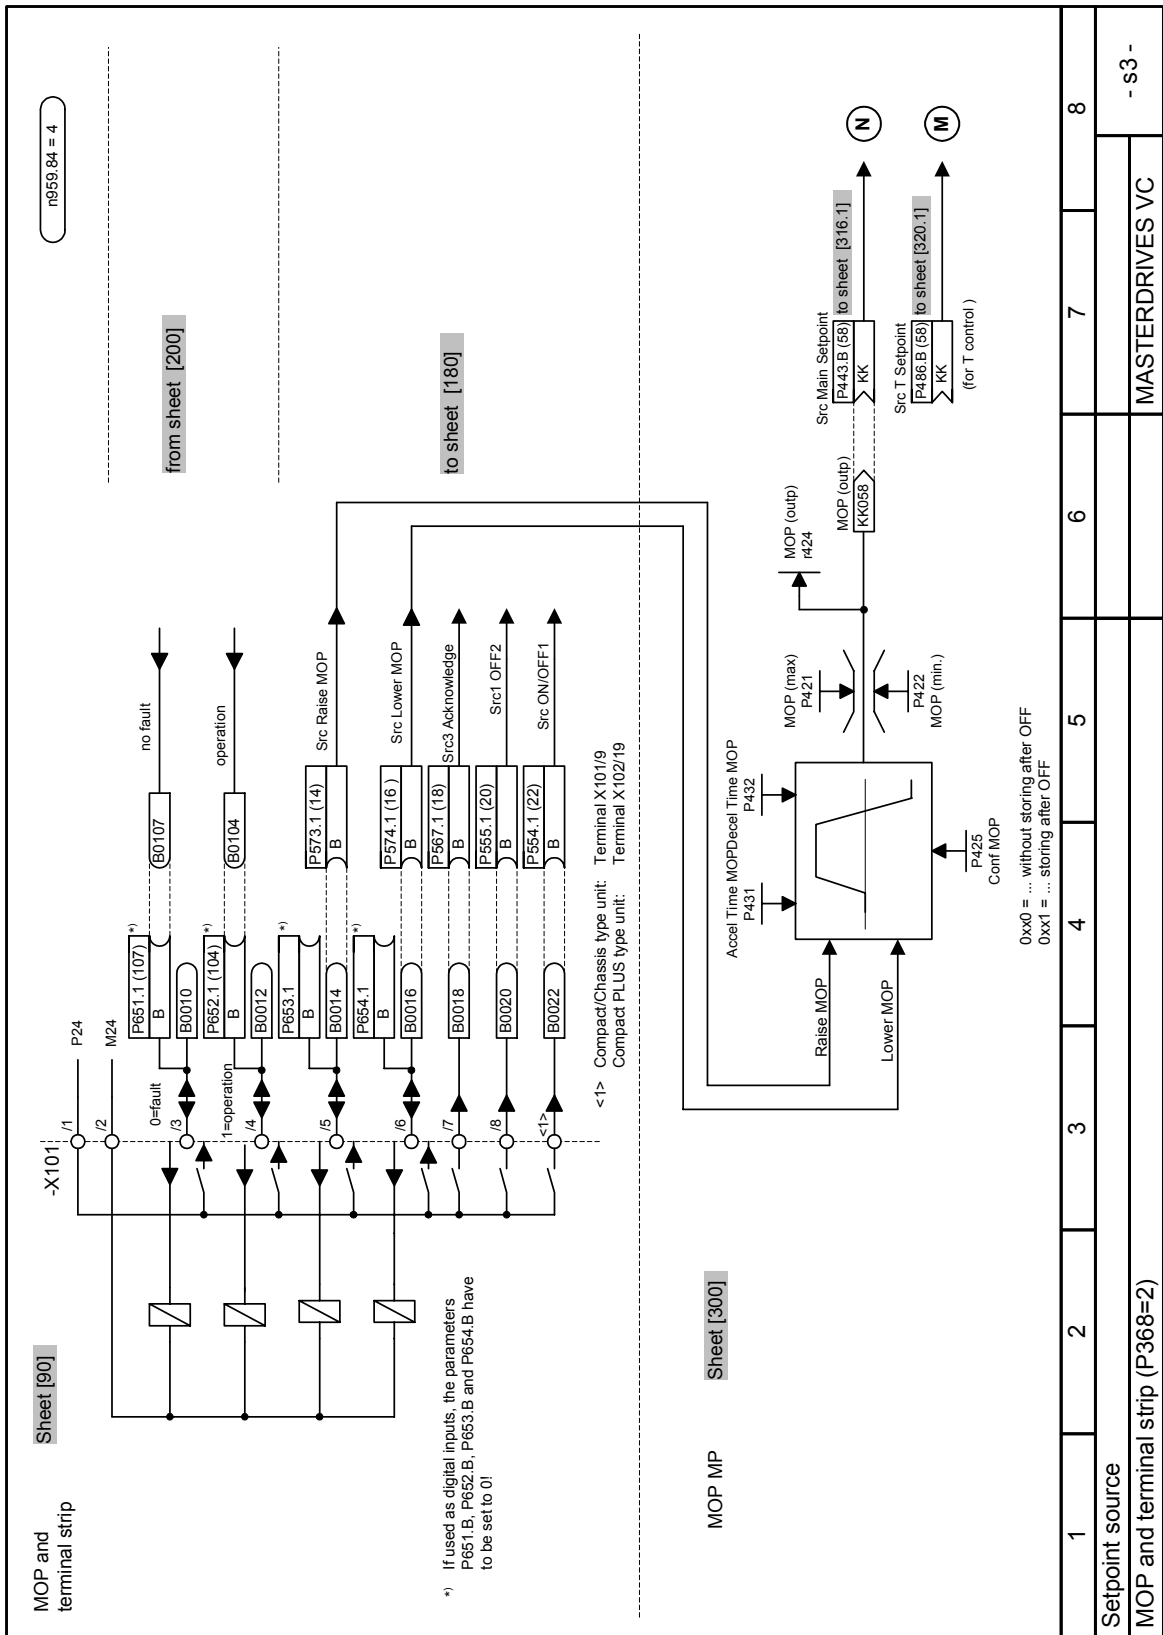 MOP and
terminal strip
Sheet [90]
n959.84 = 4
-X101
/1
P24
/2
M24
0=fault
/3
P651.1 (107)
*)
B
B0010
B0107
no fault
from sheet [200]
1=operation
/4
P652.1 (104)
*)
B
B0012
B0104
operation
/5
P653.1
*)
B
B0014
P573.1 (14)
B
Src Raise MOP
/6
P654.1
*)
B
B0016
P574.1 (16 )
B
Src Lower MOP
to sheet [180]
/7
B0018
P567.1 (18)
B
Src3 Acknowledge
/8
B0020
P555.1 (20)
B
Src1 OFF2
<1>
B0022
P554.1 (22)
B
Src ON/OFF1
*) If used as digital inputs, the parameters
P651.B, P652.B, P653.B and P654.B have
to be set to 0!
<1> Compact/Chassis type unit: Terminal X101/9
Compact PLUS type unit: Terminal X102/19
MOP MP
Sheet [300]
Accel Time MOP
P431
Decel Time MOP
P432
Raise MOP
Lower MOP
P425
Conf MOP
0xx0 = ... without storing after OFF
0xx1 = ... storing after OFF
MOP (max)
P421
P422
MOP (min.)
MOP (outp)
r424
MOP (outp)
KK058
Src Main Setpoint
P443.B (58)
KK
to sheet [316.1]
N
Src T Setpoint
P486.B (58)
KK
to sheet [320.1]
(for T control )
M
1
2
3
4
5
6
7
8
Setpoint source
MOP and terminal strip (P368=2)
MASTERDRIVES VC
- s3 -